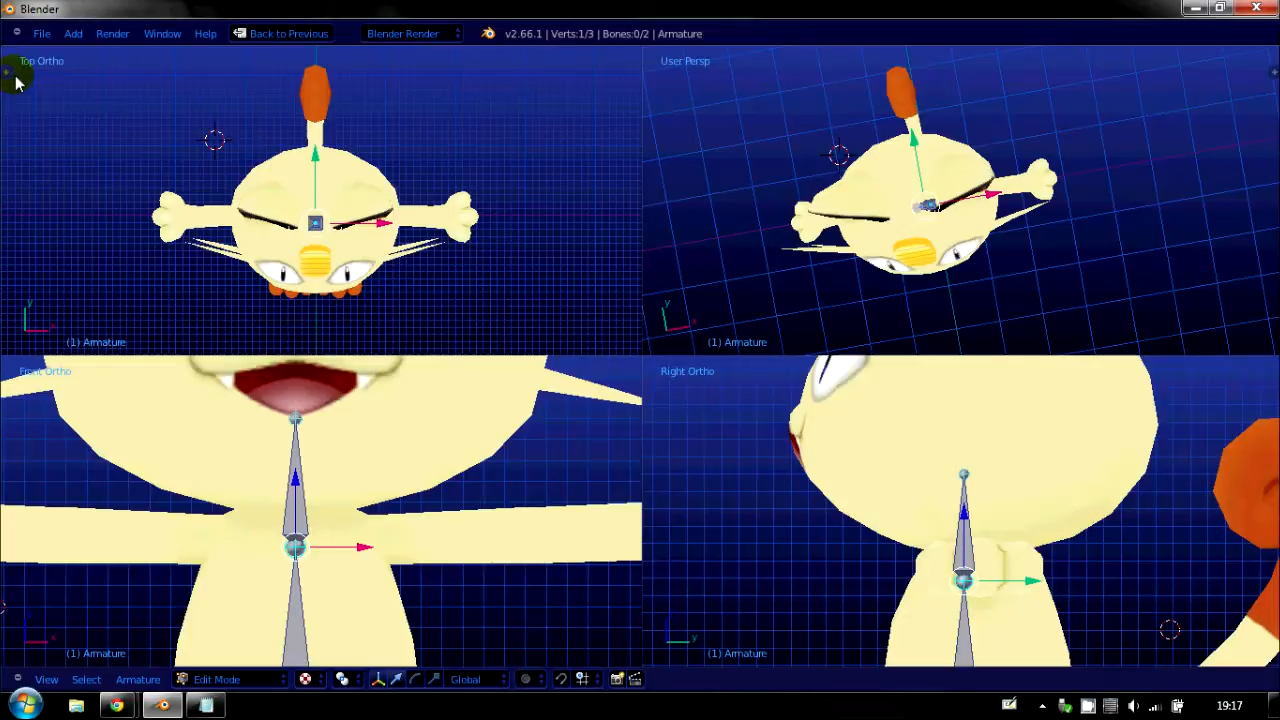 Blender
File Add Render Window Help Back to Previous Blender Render v2.66.1 | Verts:1/3 | Bones:0/2 | Armature
Top Ortho
User Persp
y
x
(1) Armature
y
x
(1) Armature
Front Ortho
Right Ortho
x
(1) Armature
y
(1) Armature
View Select Armature Edit Mode Global
19:17